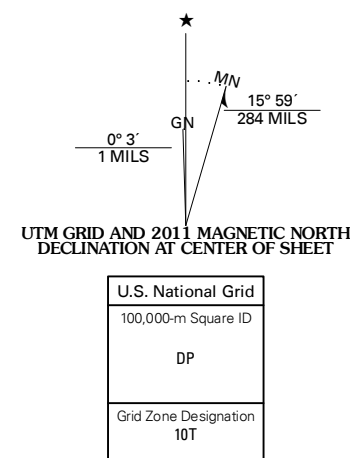 ★
MN
GN
15° 59´
284 MILS
0° 3´
1 MILS
UTM GRID AND 2011 MAGNETIC NORTH
DECLINATION AT CENTER OF SHEET
U.S. National Grid
100,000-m Square ID
DP
Grid Zone Designation
10T